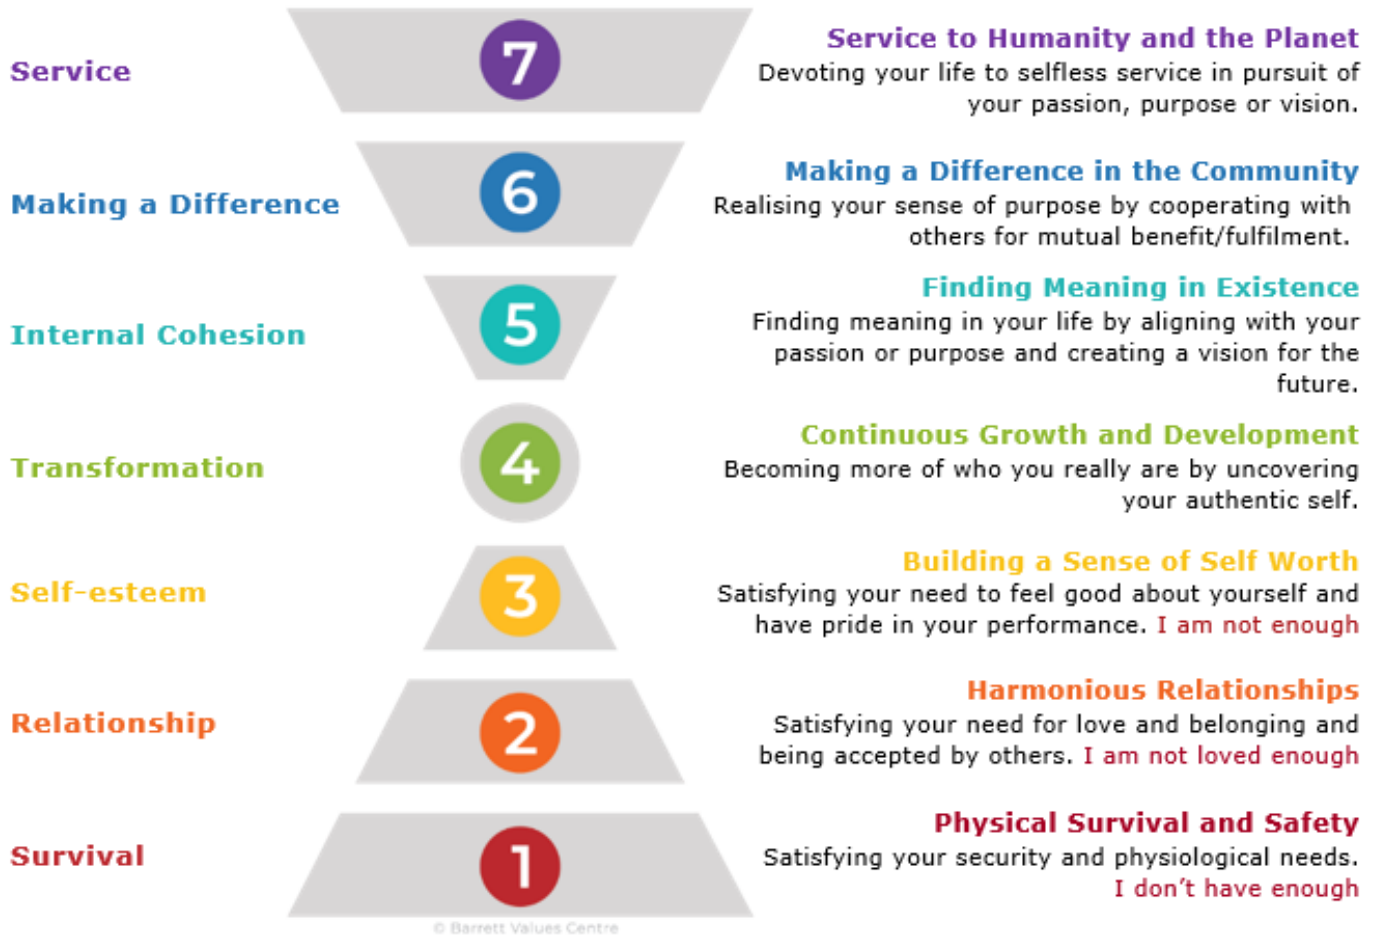 Service
7
Service to Humanity and the Planet
Devoting your life to selfless service in pursuit of
your passion, purpose or vision.
Making a Difference
6
Making a Difference in the Community
Realising your sense of purpose by cooperating with
others for mutual benefit/fulfilment.
Internal Cohesion
5
Finding Meaning in Existence
Finding meaning in your life by aligning with your
passion or purpose and creating a vision for the
future.
Transformation
4
Continuous Growth and Development
Becoming more of who you really are by uncovering
your authentic self.
Self-esteem
3
Building a Sense of Self Worth
Satisfying your need to feel good about yourself and
have pride in your performance. I am not enough
Relationship
2
Harmonious Relationships
Satisfying your need for love and belonging and
being accepted by others. I am not loved enough
Survival
1
Physical Survival and Safety
Satisfying your security and physiological needs.
I don't have enough
© Barrett Values Centre